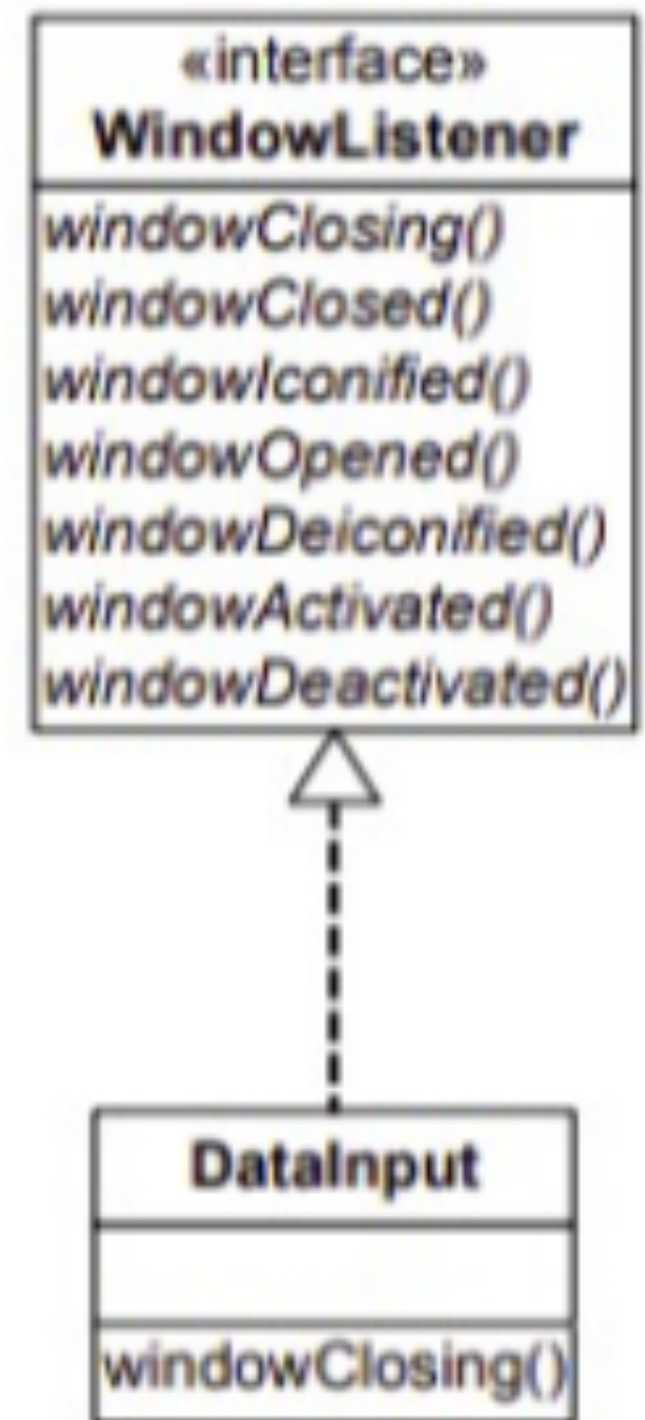 «interface»
WindowListener
windowClosing()
windowClosed()
windowIconified()
windowOpened()
windowDeiconified()
windowActivated()
windowDeactivated()
DataInput
windowClosing()